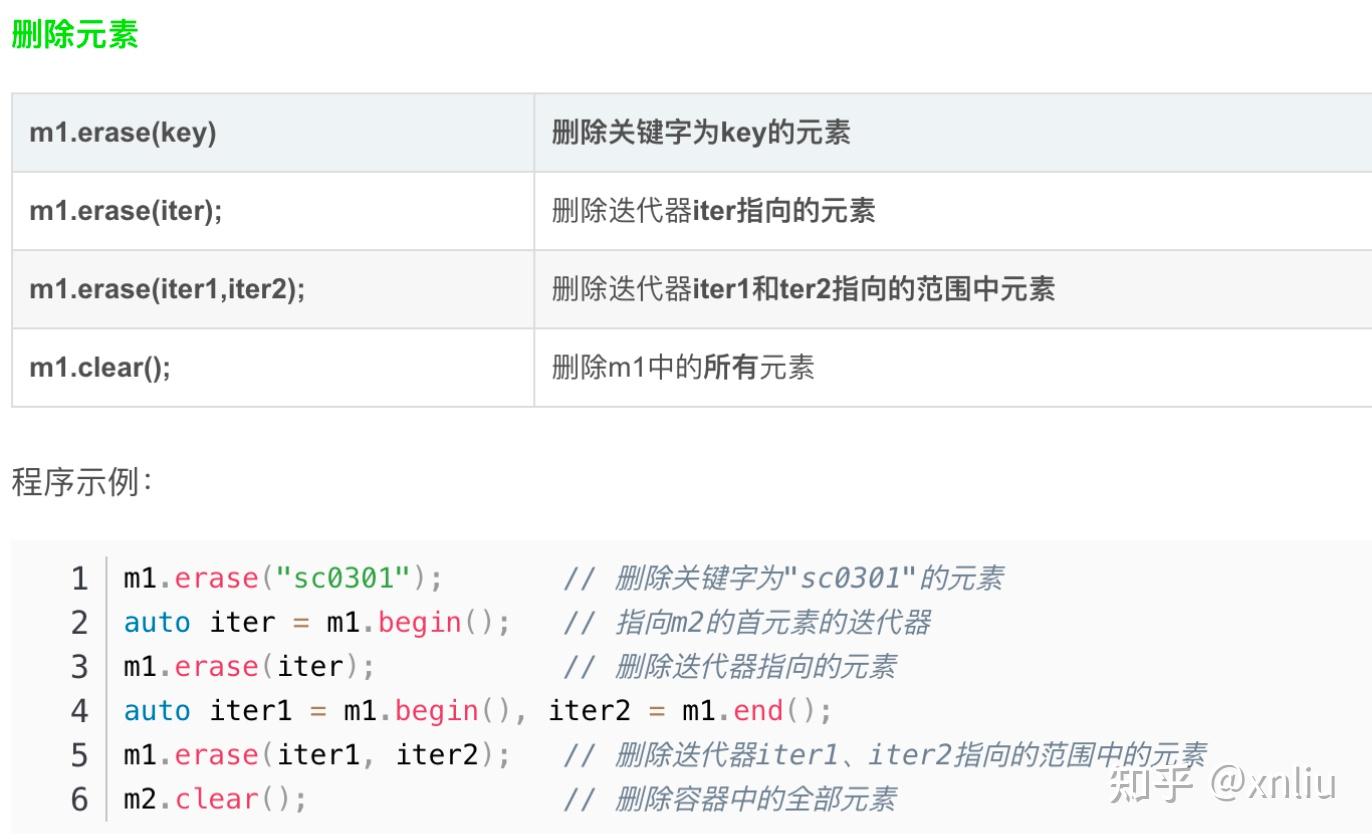 删除元素
m1.erase(key) 删除关键字为key的元素
m1.erase(iter); 删除迭代器iter指向的元素
m1.erase(iter1,iter2); 删除迭代器iter1和ter2指向的范围中元素
m1.clear(); 删除m1中的所有元素
程序示例：
1 m1.erase("sc0301"); // 删除关键字为"sc0301"的元素
2 auto iter = m1.begin(); // 指向m2的首元素的迭代器
3 m1.erase(iter); // 删除迭代器指向的元素
4 auto iter1 = m1.begin(), iter2 = m1.end();
5 m1.erase(iter1, iter2); // 删除迭代器iter1、iter2指向的范围中的元素
6 m2.clear(); // 删除容器中的全部元素
知乎 @xnliu